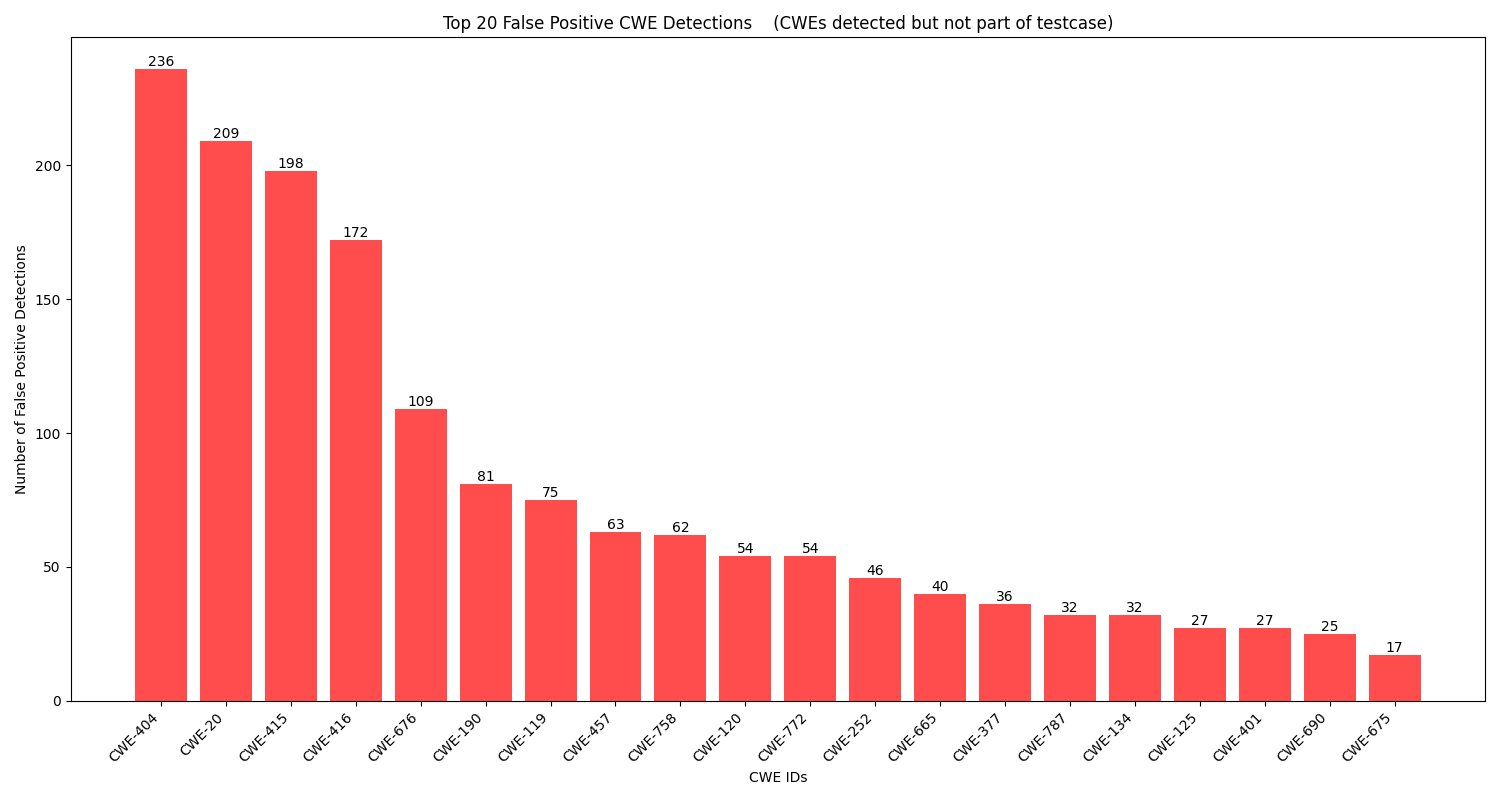 Top 20 False Positive CWE Detections    (CWEs detected but not part of testcase)
Number of False Positive Detections
200
150
100
50
0
236
209
198
172
109
81
75
63
62
54
54
46
40
36
32
32
27
27
25
17
CWE-404
CWE-20
CWE-415
CWE-416
CWE-676
CWE-190
CWE-119
CWE-457
CWE-758
CWE-120
CWE-772
CWE-252
CWE-665
CWE-377
CWE-787
CWE-134
CWE-125
CWE-401
CWE-690
CWE-675
CWE IDs